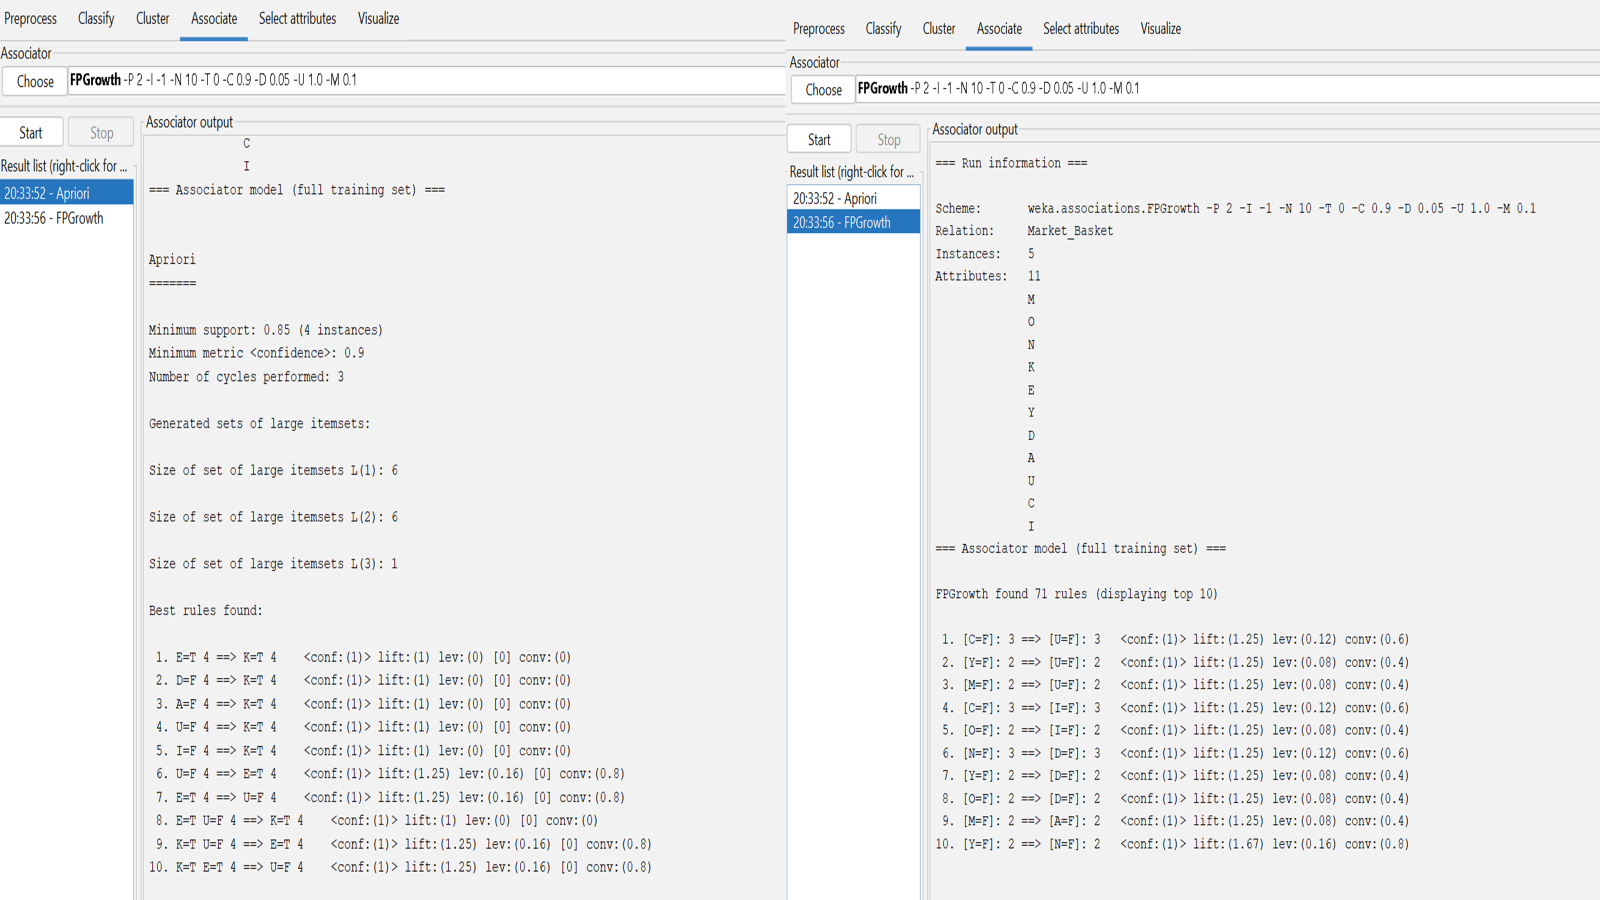 Preprocess Classify Cluster Associate Select attributes Visualize
Associator
Choose FPGrowth -P 2 -I -1 -N 10 -T 0 -C 0.9 -D 0.05 -U 1.0 -M 0.1
Start Stop
Result list (right-click for ...
20:33:52 - Apriori
20:33:56 - FPGrowth
Associator output
C
I
=== Associator model (full training set) ===
Apriori
=======
Minimum support: 0.85 (4 instances)
Minimum metric <confidence>: 0.9
Number of cycles performed: 3
Generated sets of large itemsets:
Size of set of large itemsets L(1): 6
Size of set of large itemsets L(2): 6
Size of set of large itemsets L(3): 1
Best rules found:
1. E=T 4 ==> K=T 4 <conf:(1)> lift:(1) lev:(0) [0] conv:(0)
2. D=F 4 ==> K=T 4 <conf:(1)> lift:(1) lev:(0) [0] conv:(0)
3. A=F 4 ==> K=T 4 <conf:(1)> lift:(1) lev:(0) [0] conv:(0)
4. U=F 4 ==> K=T 4 <conf:(1)> lift:(1) lev:(0) [0] conv:(0)
5. I=F 4 ==> K=T 4 <conf:(1)> lift:(1) lev:(0) [0] conv:(0)
6. U=F 4 ==> E=T 4 <conf:(1)> lift:(1.25) lev:(0.16) [0] conv:(0.8)
7. E=T 4 ==> U=F 4 <conf:(1)> lift:(1.25) lev:(0.16) [0] conv:(0.8)
8. E=T U=F 4 ==> K=T 4 <conf:(1)> lift:(1) lev:(0) [0] conv:(0)
9. K=T U=F 4 ==> E=T 4 <conf:(1)> lift:(1.25) lev:(0.16) [0] conv:(0.8)
10. K=T E=T 4 ==> U=F 4 <conf:(1)> lift:(1.25) lev:(0.16) [0] conv:(0.8)
Preprocess Classify Cluster Associate Select attributes Visualize
Associator
Choose FPGrowth -P 2 -I -1 -N 10 -T 0 -C 0.9 -D 0.05 -U 1.0 -M 0.1
Start Stop
Result list (right-click for ...
20:33:52 - Apriori
20:33:56 - FPGrowth
Associator output
=== Run information ===
Scheme: weka.associations.FPGrowth -P 2 -I -1 -N 10 -T 0 -C 0.9 -D 0.05 -U 1.0 -M 0.1
Relation: Market_Basket
Instances: 5
Attributes: 11
M
O
N
K
E
Y
D
A
U
C
I
=== Associator model (full training set) ===
FPGrowth found 71 rules (displaying top 10)
1. [C=F]: 3 ==> [U=F]: 3 <conf:(1)> lift:(1.25) lev:(0.12) conv:(0.6)
2. [Y=F]: 2 ==> [U=F]: 2 <conf:(1)> lift:(1.25) lev:(0.08) conv:(0.4)
3. [M=F]: 2 ==> [U=F]: 2 <conf:(1)> lift:(1.25) lev:(0.08) conv:(0.4)
4. [C=F]: 3 ==> [I=F]: 3 <conf:(1)> lift:(1.25) lev:(0.12) conv:(0.6)
5. [O=F]: 2 ==> [I=F]: 2 <conf:(1)> lift:(1.25) lev:(0.08) conv:(0.4)
6. [N=F]: 3 ==> [D=F]: 3 <conf:(1)> lift:(1.25) lev:(0.12) conv:(0.6)
7. [Y=F]: 2 ==> [D=F]: 2 <conf:(1)> lift:(1.25) lev:(0.08) conv:(0.4)
8. [O=F]: 2 ==> [D=F]: 2 <conf:(1)> lift:(1.25) lev:(0.08) conv:(0.4)
9. [M=F]: 2 ==> [A=F]: 2 <conf:(1)> lift:(1.25) lev:(0.08) conv:(0.4)
10. [Y=F]: 2 ==> [N=F]: 2 <conf:(1)> lift:(1.67) lev:(0.16) conv:(0.8)